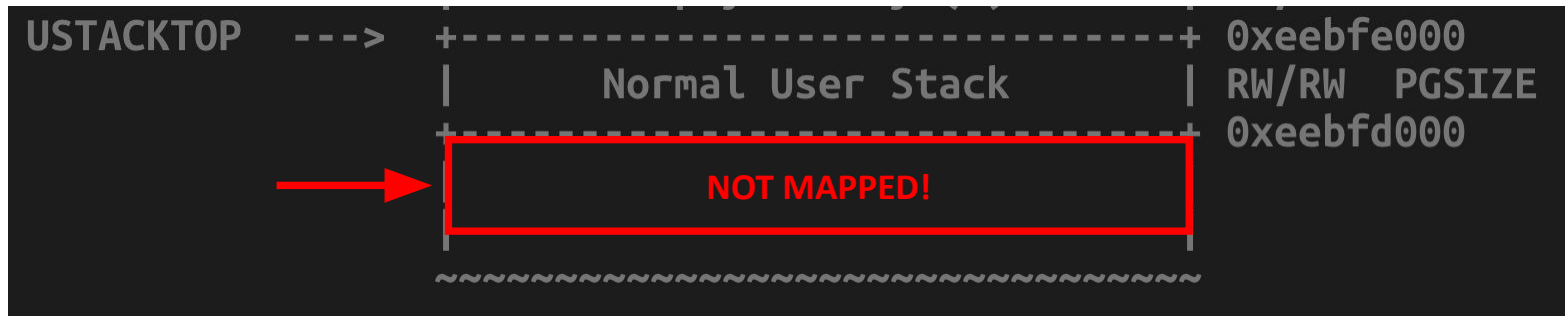 USTACKTOP ---> +------------------------------+ 0xeebfe000
| Normal User Stack | RW/RW PGSIZE
+------------------------------+ 0xeebfd000
NOT MAPPED!
~~~~~~~~~~~~~~~~~~~~~~~~~~~~~~~~